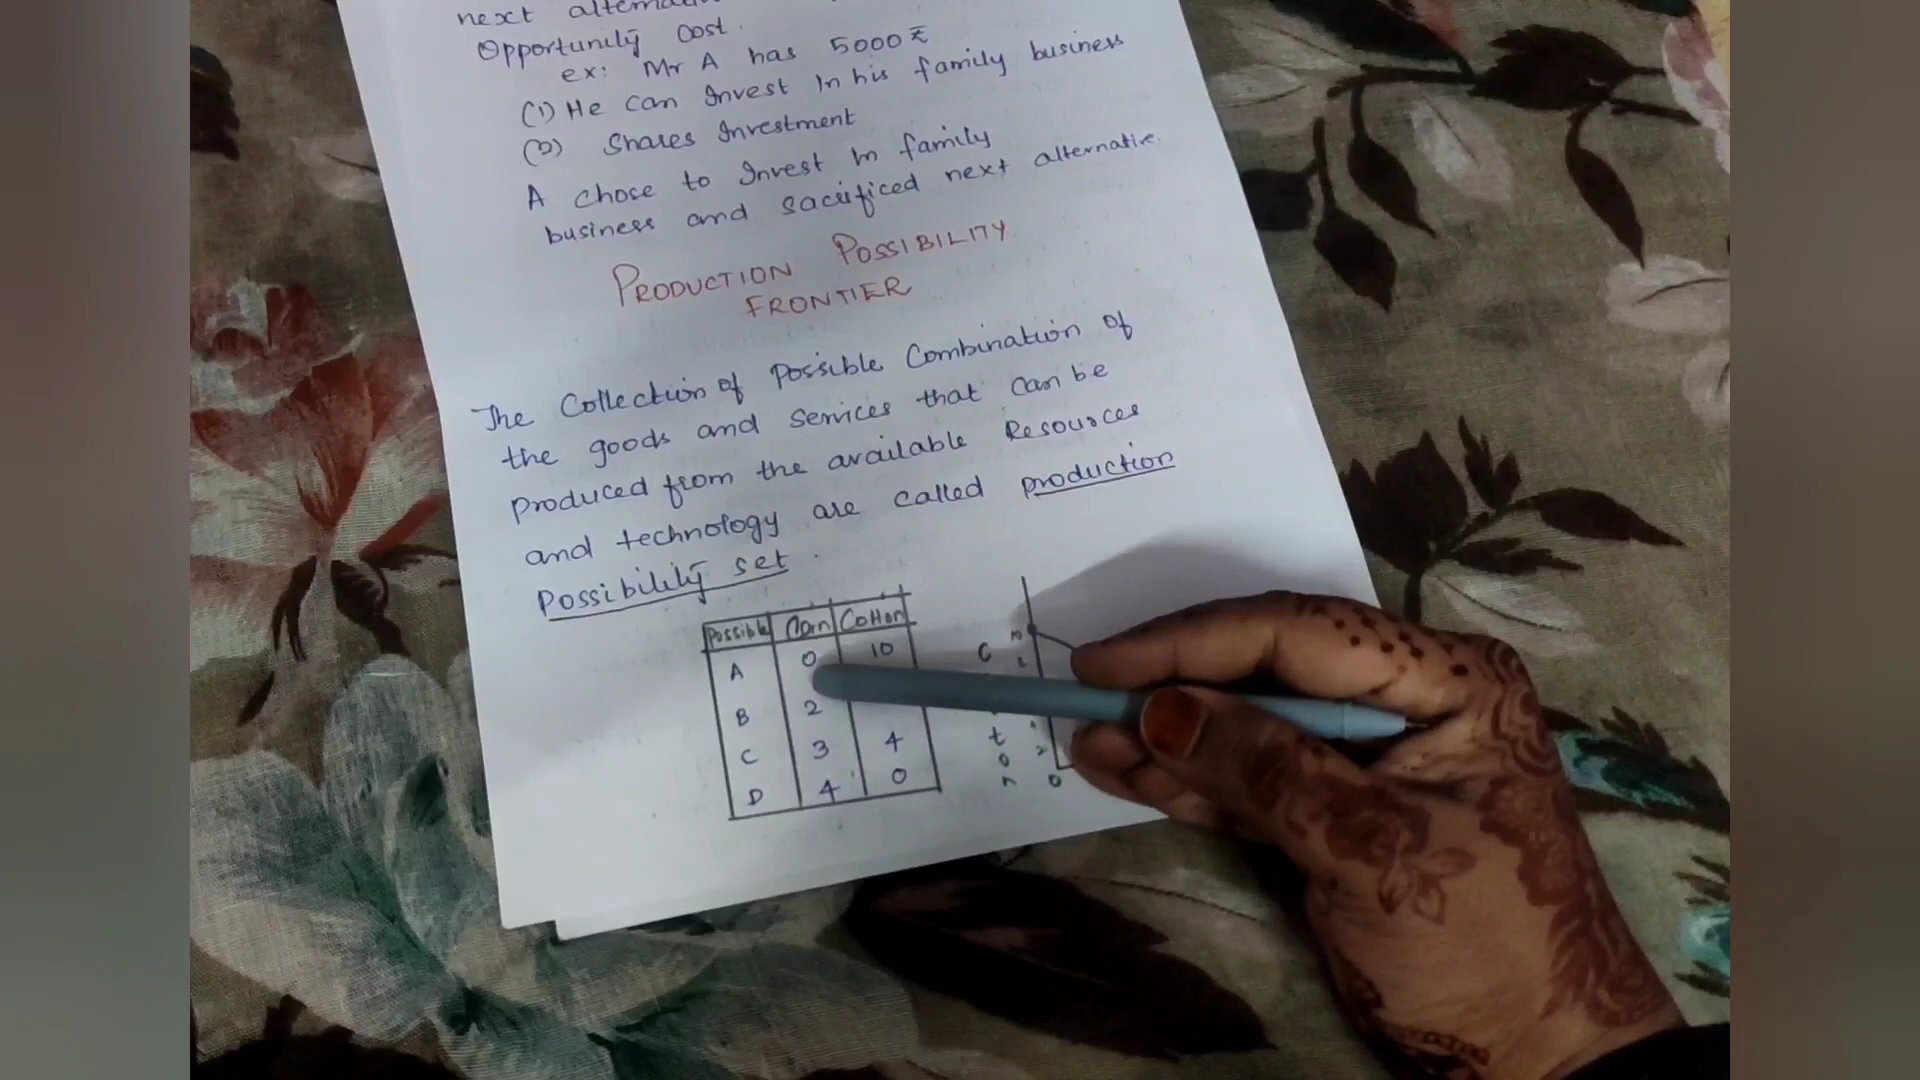 next
Opportunity Cost.
ex: Mr A has 5000₹
(1) He can Invest In his family business
(2) Shares Investment
A chose to Invest In family
business and sacrificed next alternative.
PRODUCTION POSSIBILITY
FRONTIER
The Collection of Possible Combination of
the goods and services that can be
produced from the available Resources
and technology are called production
Possibility set.
Possible Corn Cotton
A 0 10
B 2
C 3 4
D 4 0
C
10
t
o
2
n
0